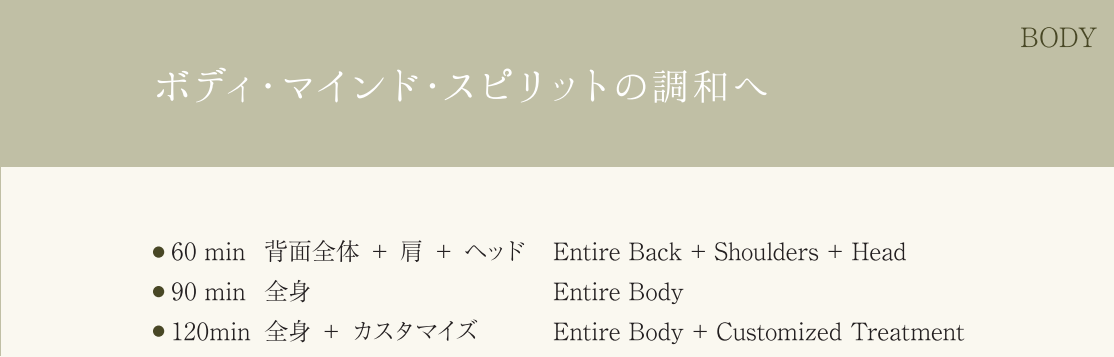 BODY
ボディ・マインド・スピリットの調和へ
● 60 min 背面全体 + 肩 + ヘッド Entire Back + Shoulders + Head
● 90 min 全身 Entire Body
● 120min 全身 + カスタマイズ Entire Body + Customized Treatment